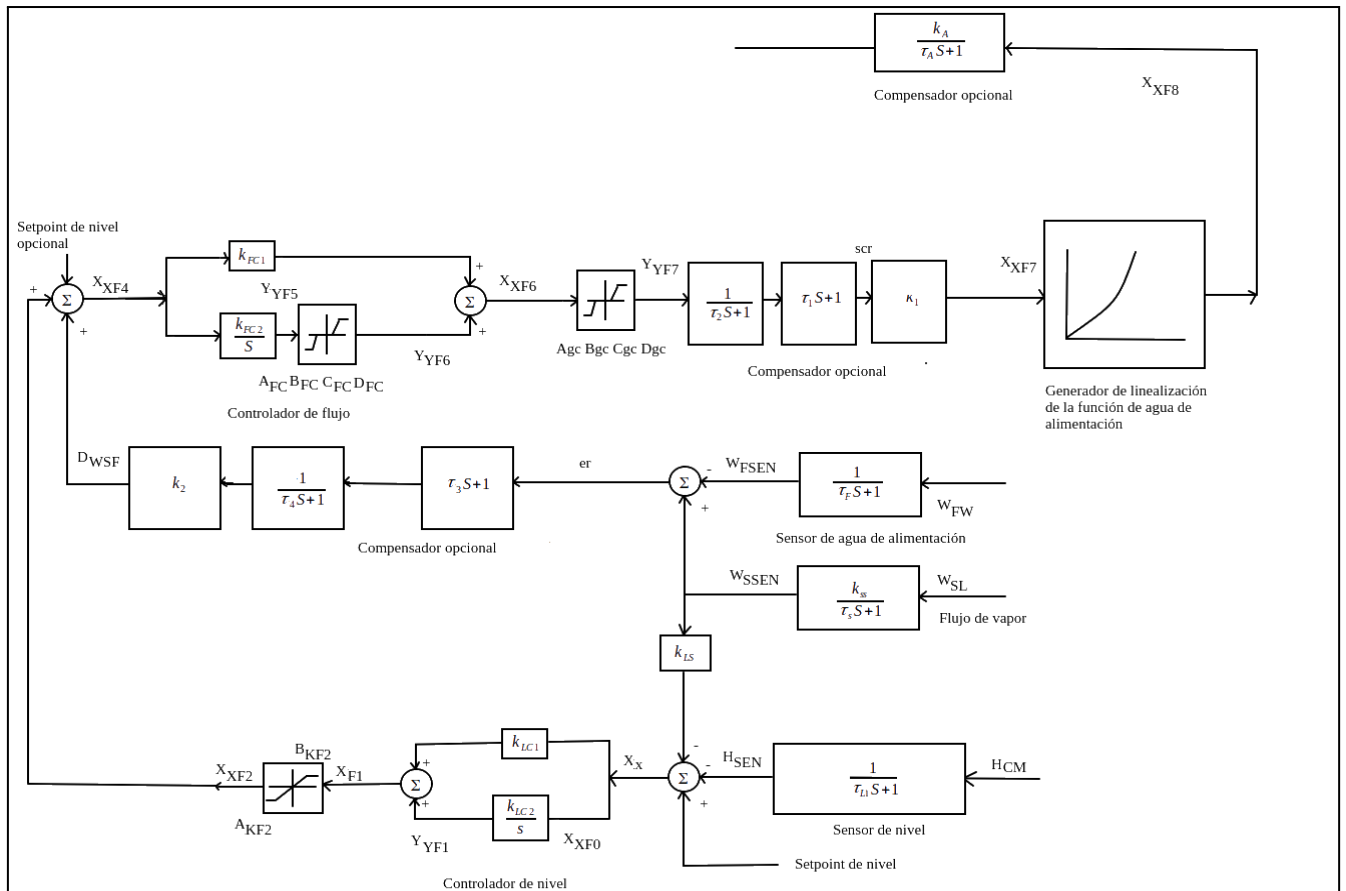 k_A
τ_A S+1
Compensador opcional
X_XF8
Setpoint de nivel
opcional
+
Σ
X_XF4
+
k_FC1
Y_YF5
k_FC2
S
A_FC B_FC C_FC D_FC
Y_YF6
Controlador de flujo
+
Σ
+
X_XF6
Agc Bgc Cgc Dgc
Y_YF7
1
τ_2 S+1
τ_1 S+1
scr
κ_1
Compensador opcional
X_XF7
Generador de linealización
de la función de agua de
alimentación
D_WSF
k_2
1
τ_4 S+1
τ_3 S+1
Compensador opcional
er
Σ
-
+
W_FSEN
1
τ_F S+1
W_FW
Sensor de agua de alimentación
W_SSEN
k_ss
τ_s S+1
W_SL
Flujo de vapor
k_LS
X_XF2
B_KF2
A_KF2
X_F1
+
Σ
+
Y_YF1
k_LC1
k_LC2
s
X_XF0
Controlador de nivel
X_X
-
Σ
-
+
H_SEN
1
τ_L1 S+1
H_CM
Sensor de nivel
Setpoint de nivel